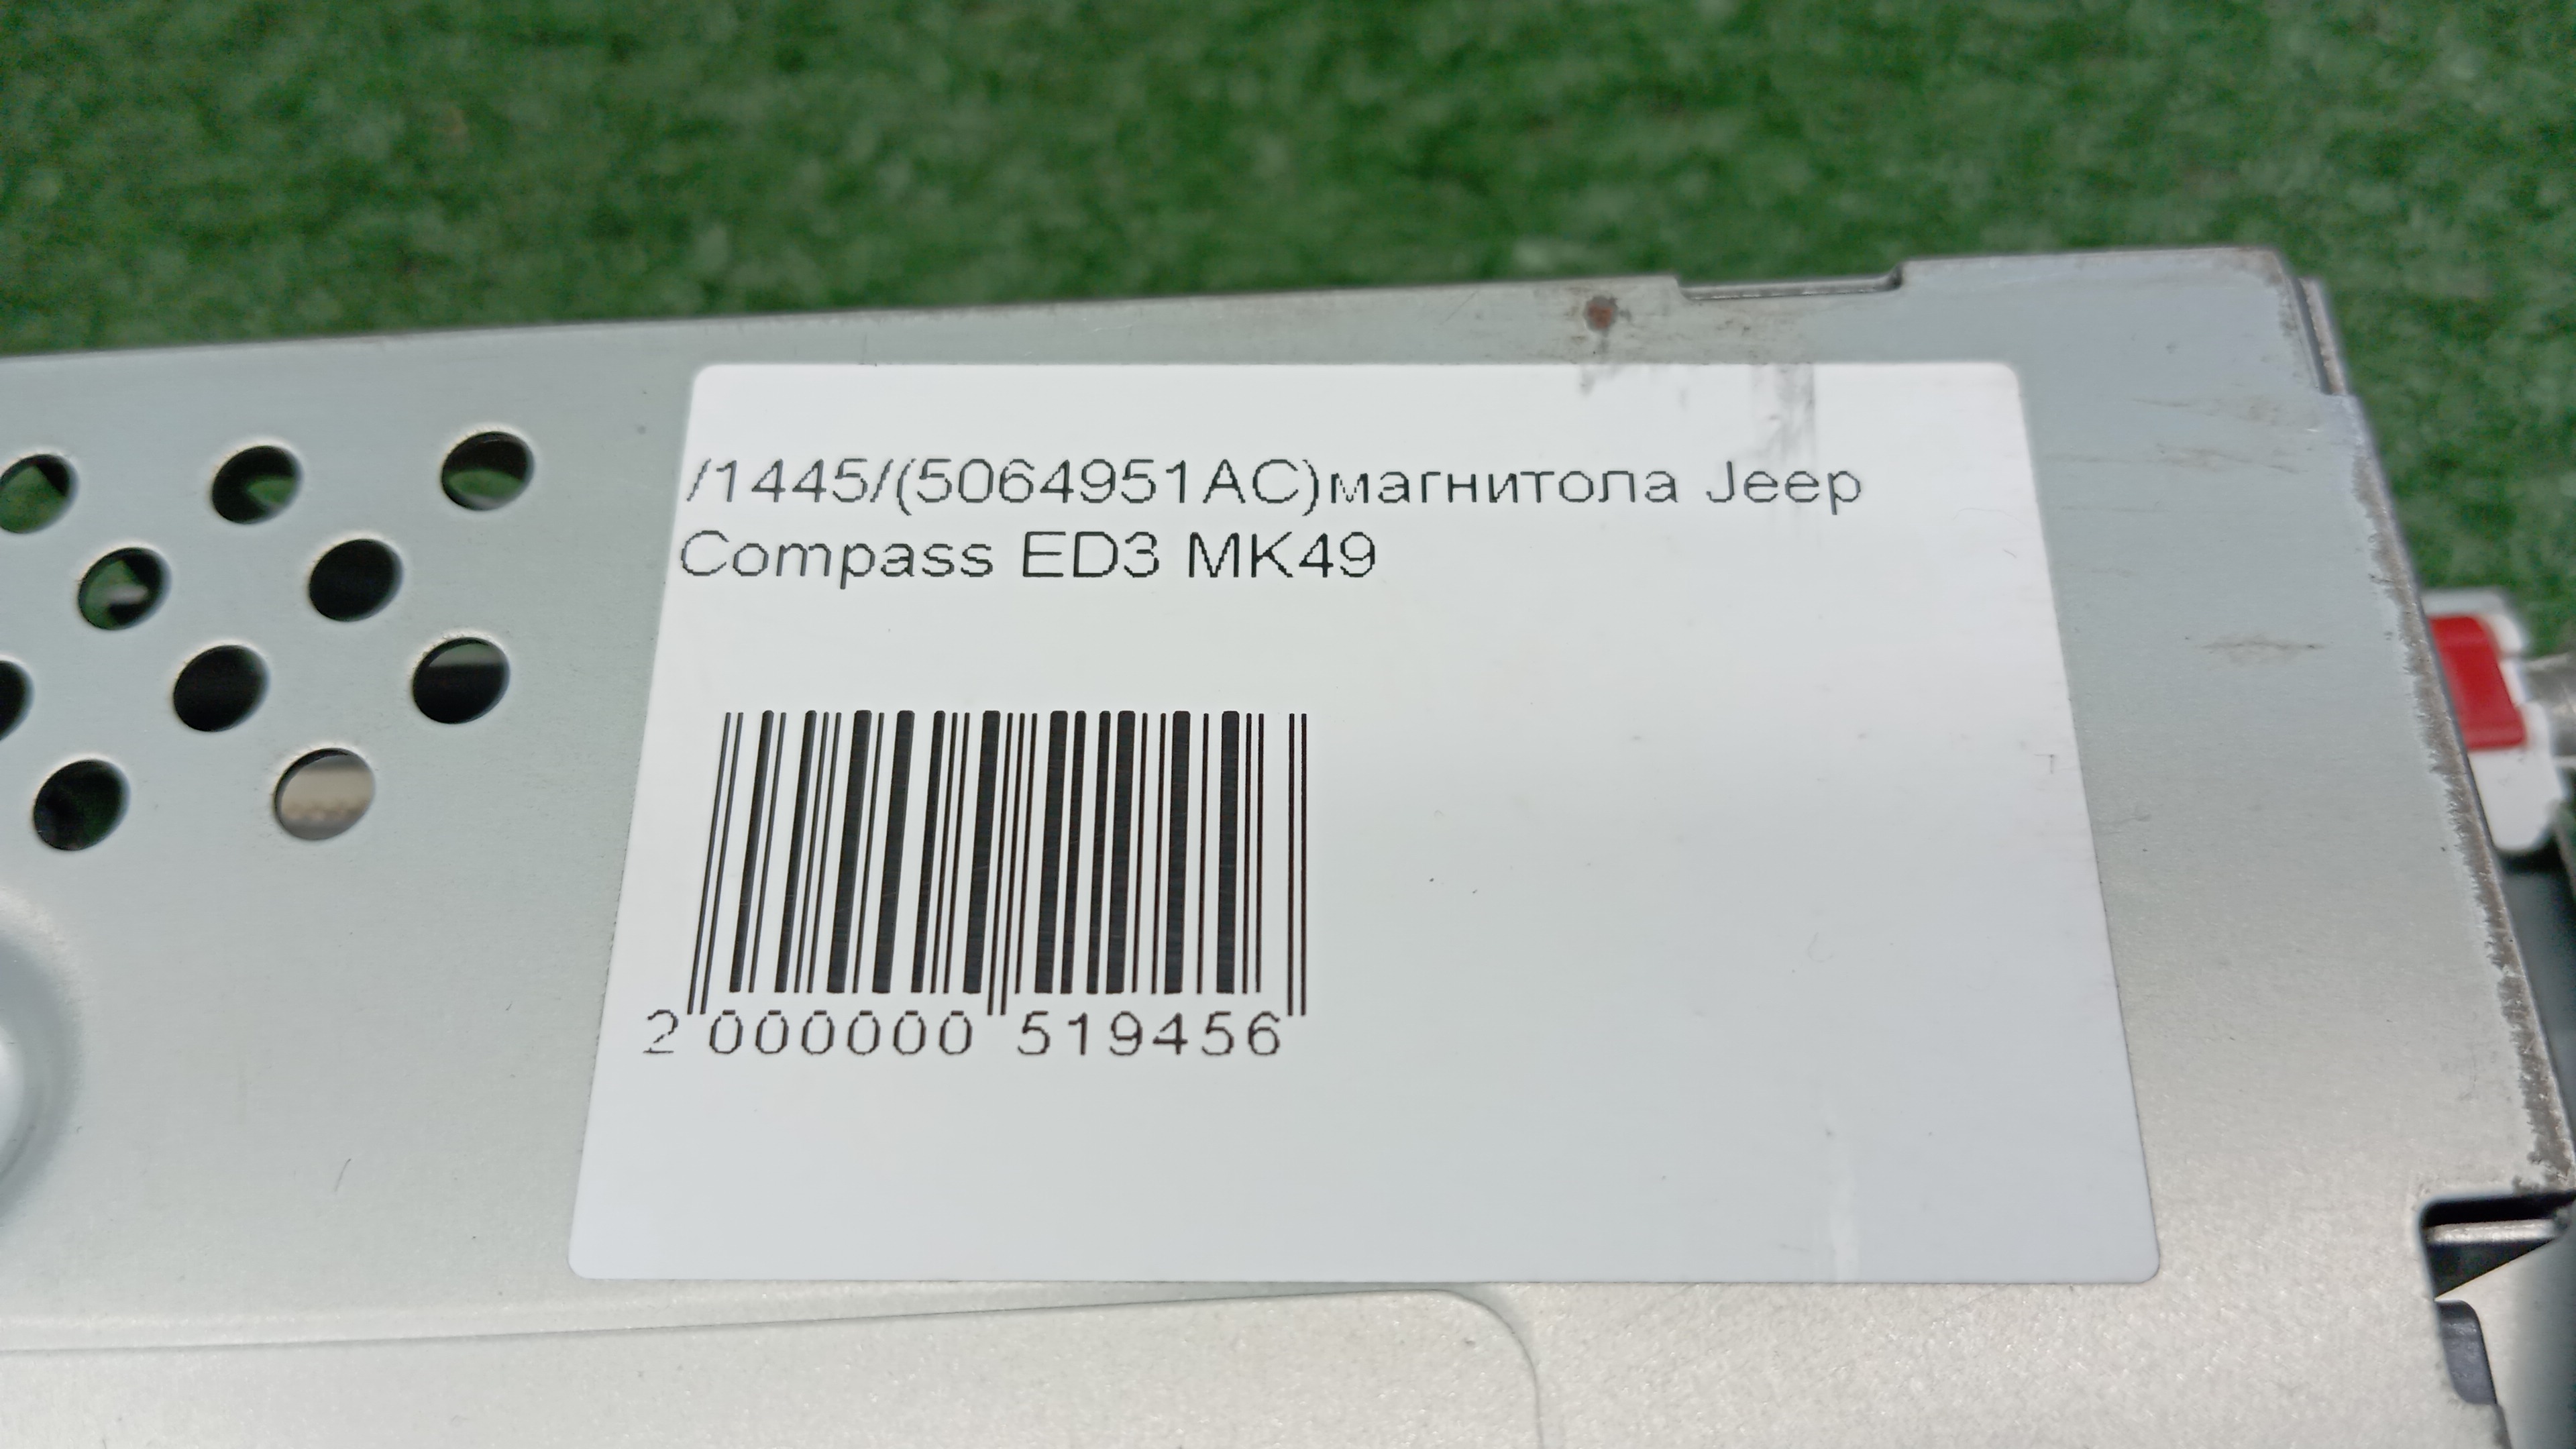 /1445/(5064951AC)магнитола Jeep
Compass ED3 MK49
2 000000 519456